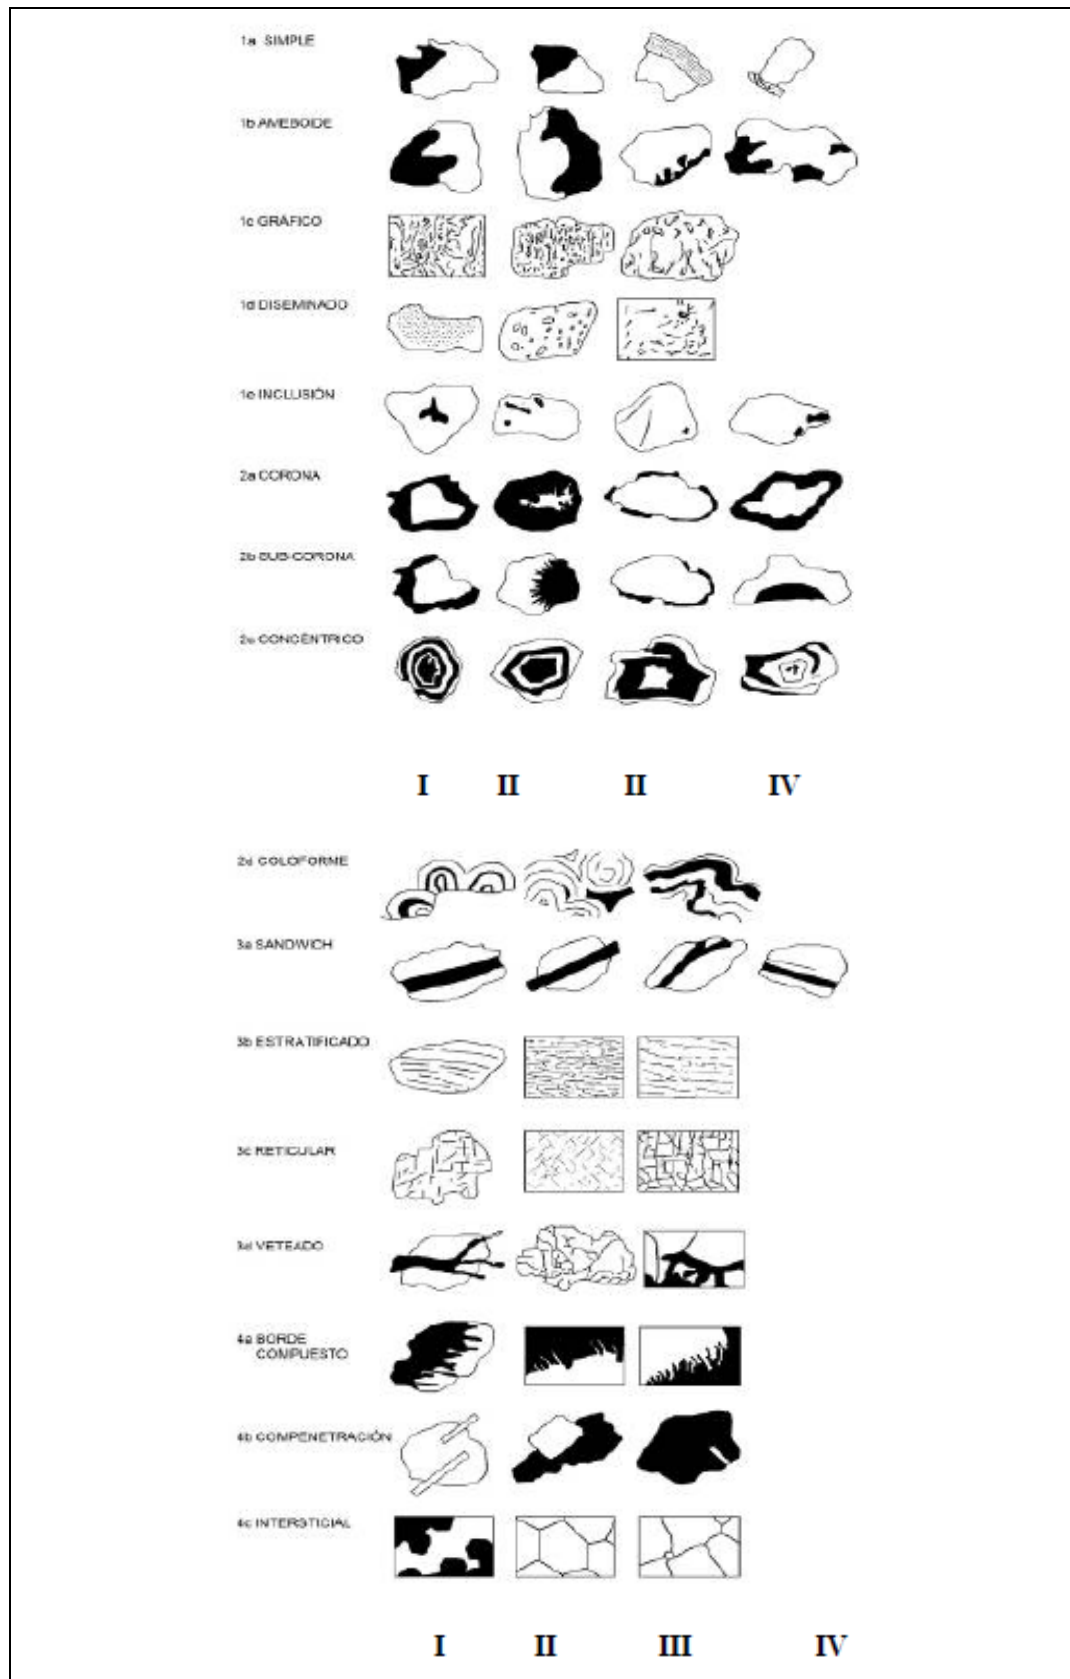 1a SIMPLE
1b AMEBOIDE
1c GRÁFICO
1d DISEMINADO
1e INCLUSIÓN
2a CORONA
2b SUB-CORONA
2c CONCÉNTRICO
I II II IV
2d COLOFORME
3a SANDWICH
3b ESTRATIFICADO
3c RETICULAR
3d VETEADO
4a BORDE
COMPUESTO
4b COMPENETRACIÓN
4c INTERSTICIAL
I II III IV